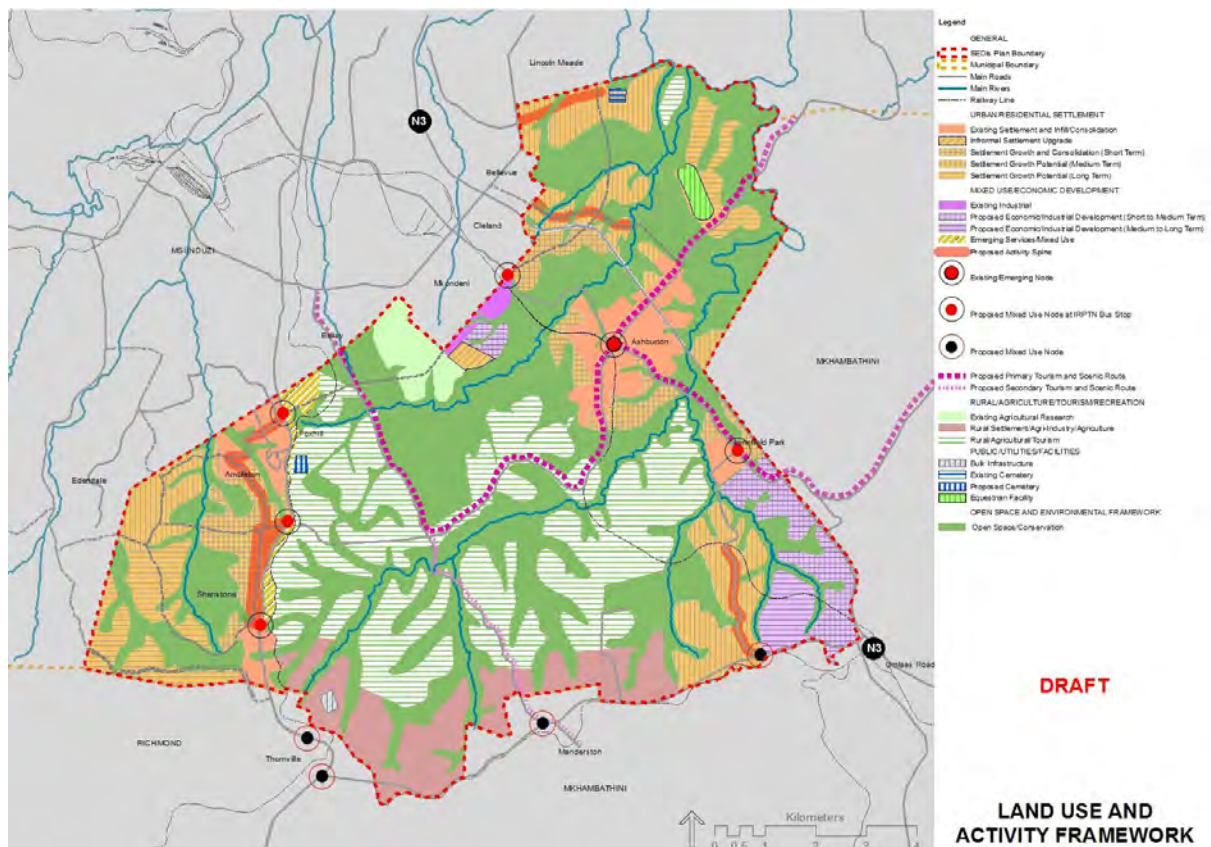 Lincoln Meade
N3
Bellevue
Cleland
MSUNDUZI
Mkondeni
Ashburton
MKHAMBATHINI
Foxhill
Edendale
Ambleton
Shenstone
N3
Umlaas Road
RICHMOND
Thornville
Manderston
MKHAMBATHINI
Kilometers
0 0.5 1 2 3 4
Legend
GENERAL
SEDis Plan Boundary
Municipal Boundary
Main Roads
Main Rivers
Railway Line
URBAN/RESIDENTIAL SETTLEMENT
Existing Settlement and Infill/Consolidation
Informal Settlement Upgrade
Settlement Growth and Consolidation (Short Term)
Settlement Growth Potential (Medium Term)
Settlement Growth Potential (Long Term)
MIXED USE/ECONOMIC DEVELOPMENT
Existing Industrial
Proposed Economic/Industrial Development (Short to Medium Term)
Proposed Economic/Industrial Development (Medium to Long Term)
Emerging Services/Mixed Use
Proposed Activity Spine
Existing/Emerging Node
Proposed Mixed Use Node at IRPTN Bus Stop
Proposed Mixed Use Node
Proposed Primary Tourism and Scenic Route
Proposed Secondary Tourism and Scenic Route
RURAL/AGRICULTURE/TOURISM/RECREATION
Existing Agricultural Research
Rural Settlement/Agri-Industry/Agriculture
Rural/Agricultural/Tourism
PUBLIC/UTILITIES/FACILITIES
Bulk Infrastructure
Existing Cemetery
Proposed Cemetery
Equestrian Facility
OPEN SPACE AND ENVIRONMENTAL FRAMEWORK
Open Space/Conservation
DRAFT
LAND USE AND
ACTIVITY FRAMEWORK